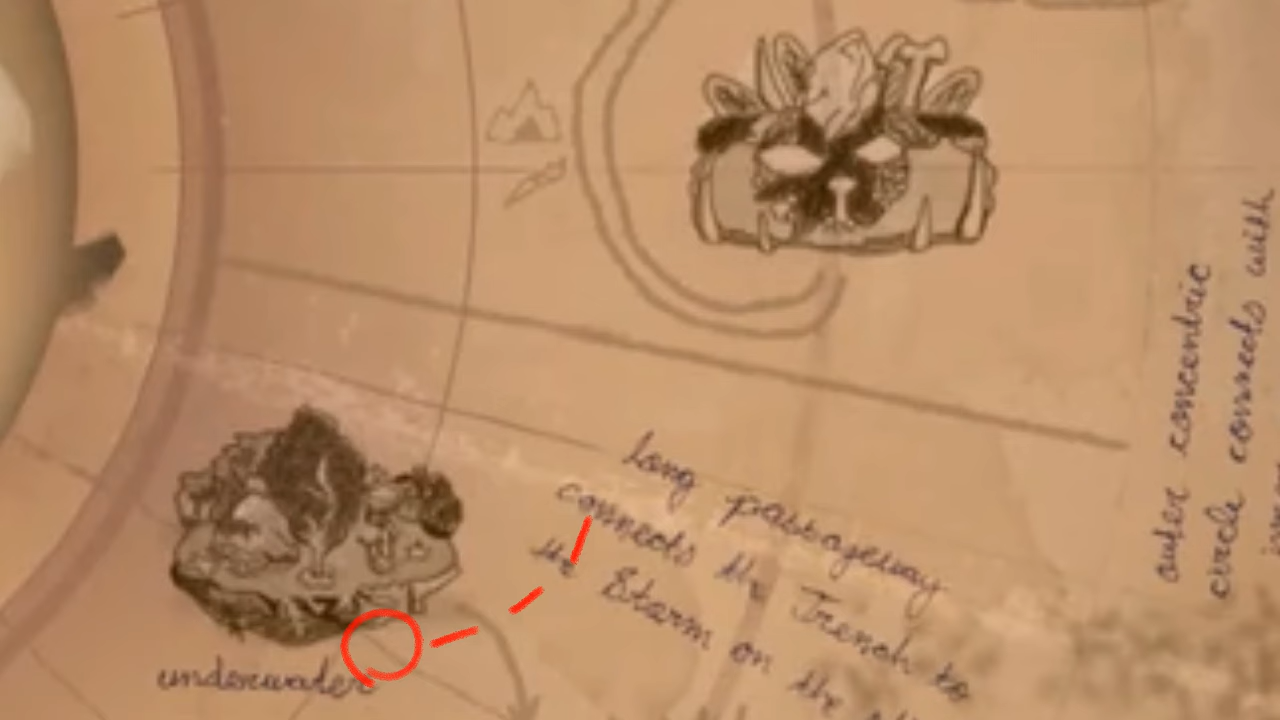 long passageway
connects the Trench to
the Storm on the
underwater
outer concentric
circle connects with